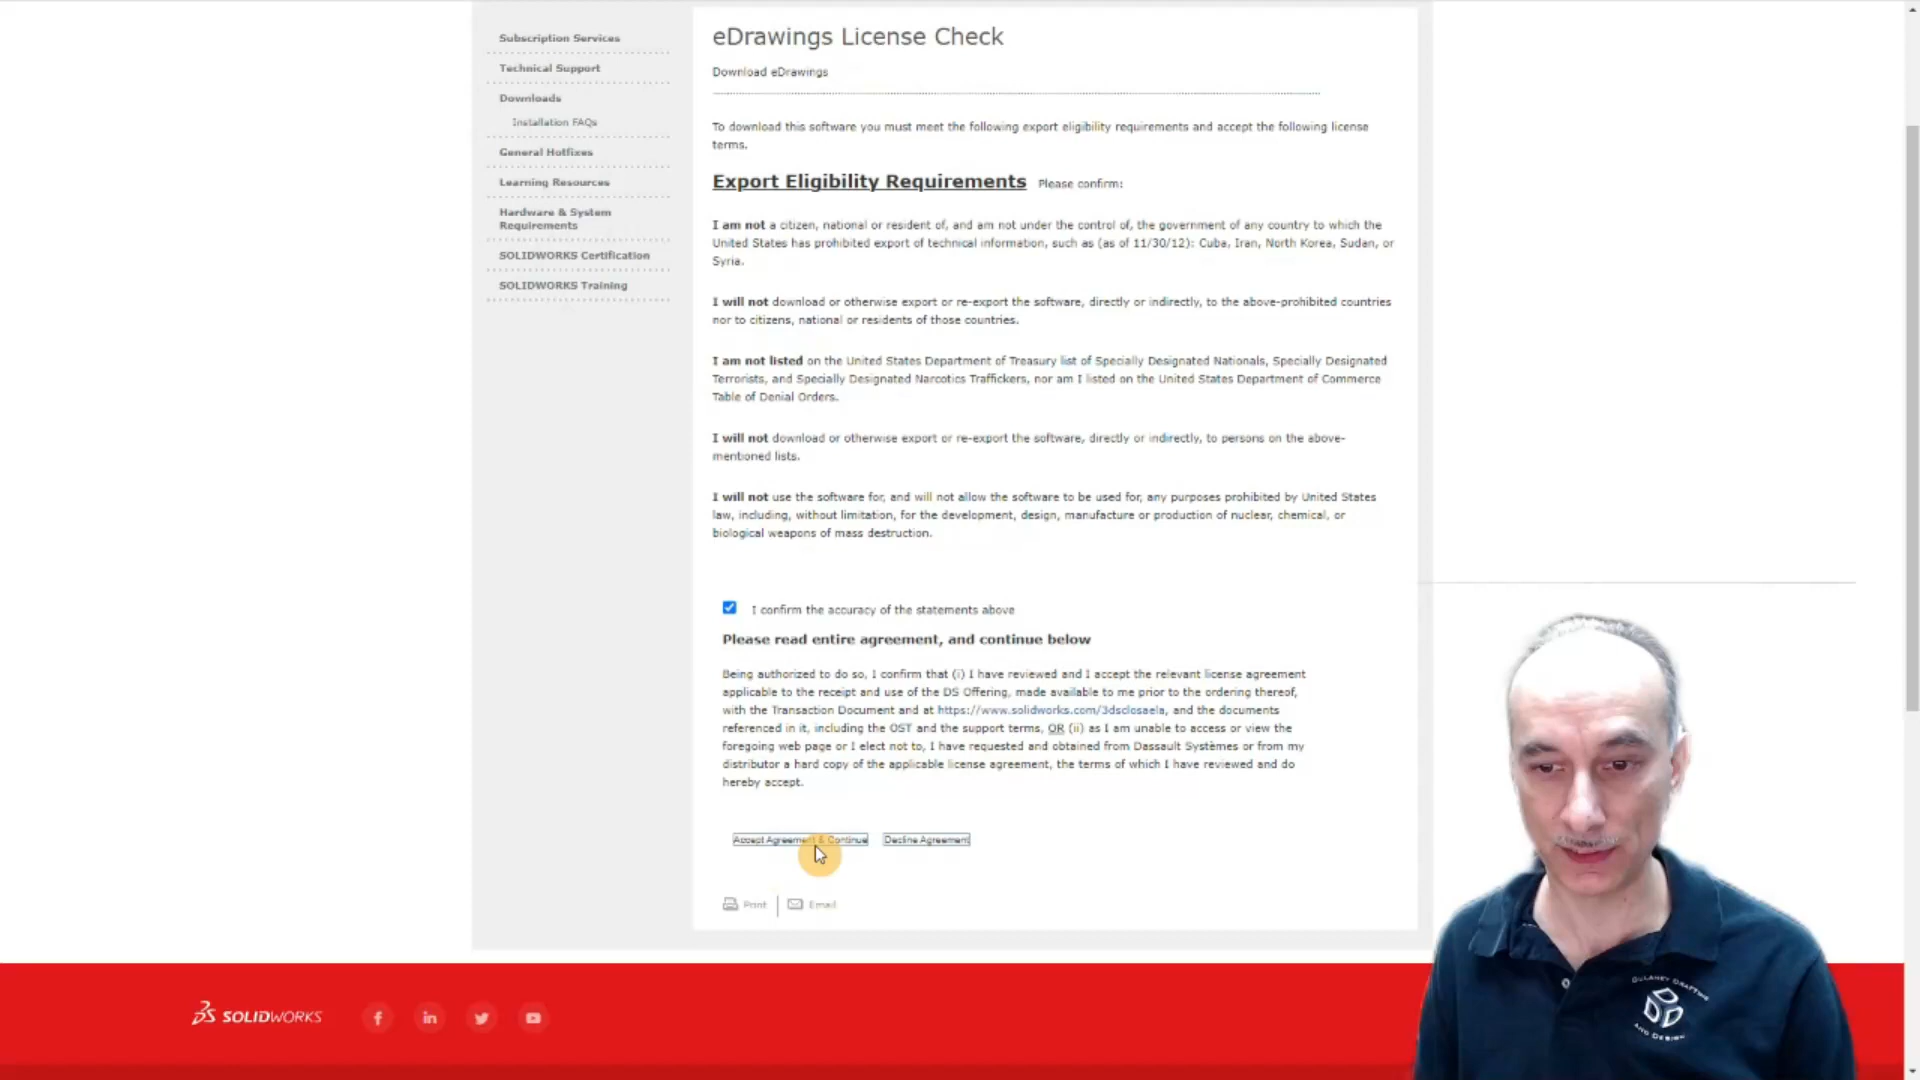 Subscription Services
Technical Support
Downloads
Installation FAQs
General Hotfixes
Learning Resources
Hardware & System
Requirements
SOLIDWORKS Certification
SOLIDWORKS Training
eDrawings License Check
Download eDrawings
To download this software you must meet the following export eligibility requirements and accept the following license
terms.
Export Eligibility Requirements Please confirm:
I am not a citizen, national or resident of, and am not under the control of, the government of any country to which the
United States has prohibited export of technical information, such as (as of 11/30/12): Cuba, Iran, North Korea, Sudan, or
Syria.
I will not download or otherwise export or re-export the software, directly or indirectly, to the above-prohibited countries
nor to citizens, national or residents of those countries.
I am not listed on the United States Department of Treasury list of Specially Designated Nationals, Specially Designated
Terrorists, and Specially Designated Narcotics Traffickers, nor am I listed on the United States Department of Commerce
Table of Denial Orders.
I will not download or otherwise export or re-export the software, directly or indirectly, to persons on the above-
mentioned lists.
I will not use the software for, and will not allow the software to be used for, any purposes prohibited by United States
law, including, without limitation, for the development, design, manufacture or production of nuclear, chemical, or
biological weapons of mass destruction.
I confirm the accuracy of the statements above
Please read entire agreement, and continue below
Being authorized to do so, I confirm that (i) I have reviewed and I accept the relevant license agreement
applicable to the receipt and use of the DS Offering, made available to me prior to the ordering thereof,
with the Transaction Document and at https://www.solidworks.com/3dsclosaela, and the documents
referenced in it, including the OST and the support terms, OR (ii) as I am unable to access or view the
foregoing web page or I elect not to, I have requested and obtained from Dassault Systèmes or from my
distributor a hard copy of the applicable license agreement, the terms of which I have reviewed and do
hereby accept.
Accept Agreement & Continue Decline Agreement
Print Email
SOLIDWORKS
DULANEY DRAFTING
DDD
AND DESIGN